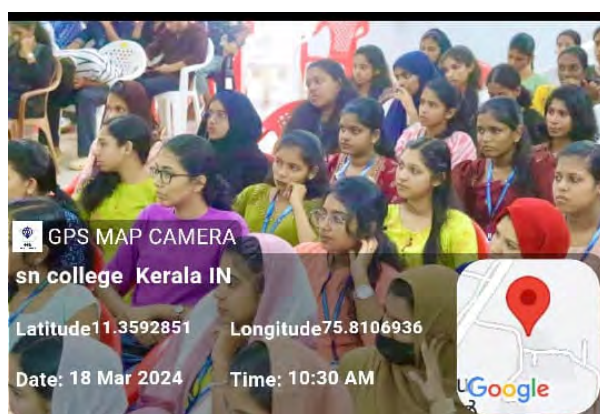 GPS MAP CAMERA
sn college Kerala IN
Latitude11.3592851 Longitude75.8106936
Date: 18 Mar 2024 Time: 10:30 AM
Google